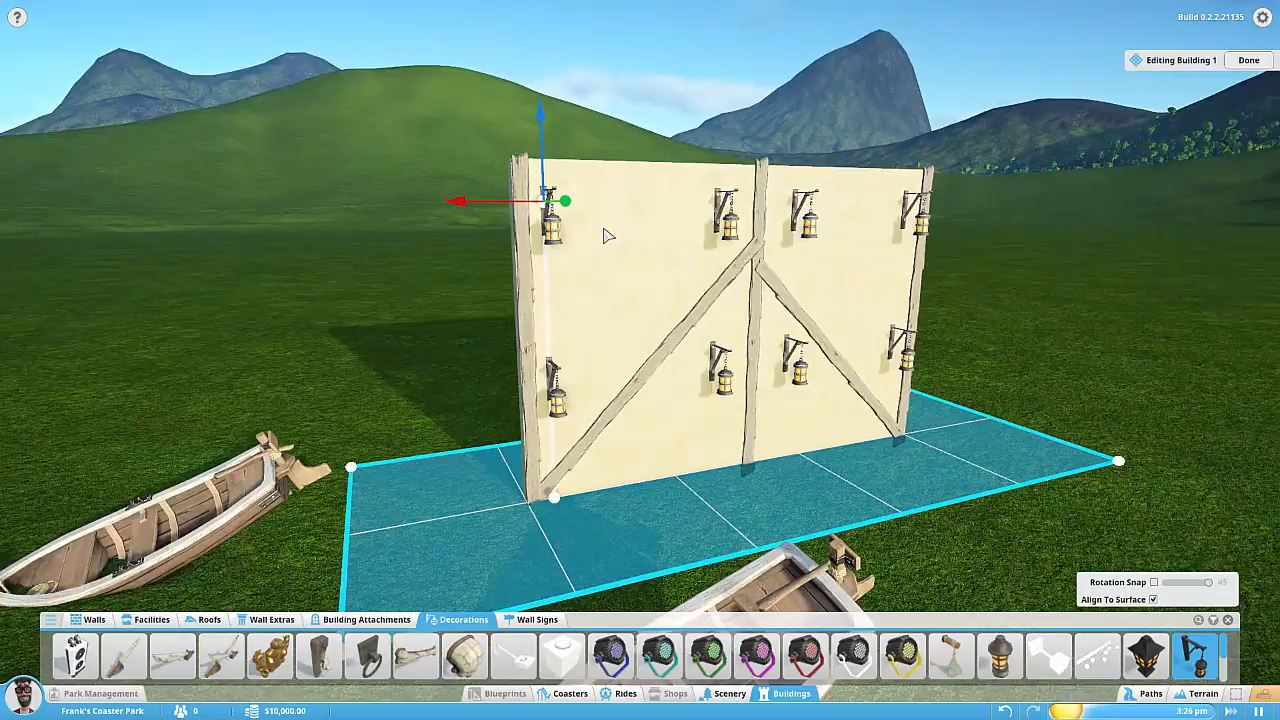 ?
Build 0.2.2.21135
Editing Building 1
Done
Rotation Snap 45
Align To Surface
Walls
Facilities
Roofs
Wall Extras
Building Attachments
Decorations
Wall Signs
Park Management
Blueprints
Coasters
Rides
Shops
Scenery
Buildings
Paths
Terrain
Frank's Coaster Park
0
$10,000.00
3:26 pm